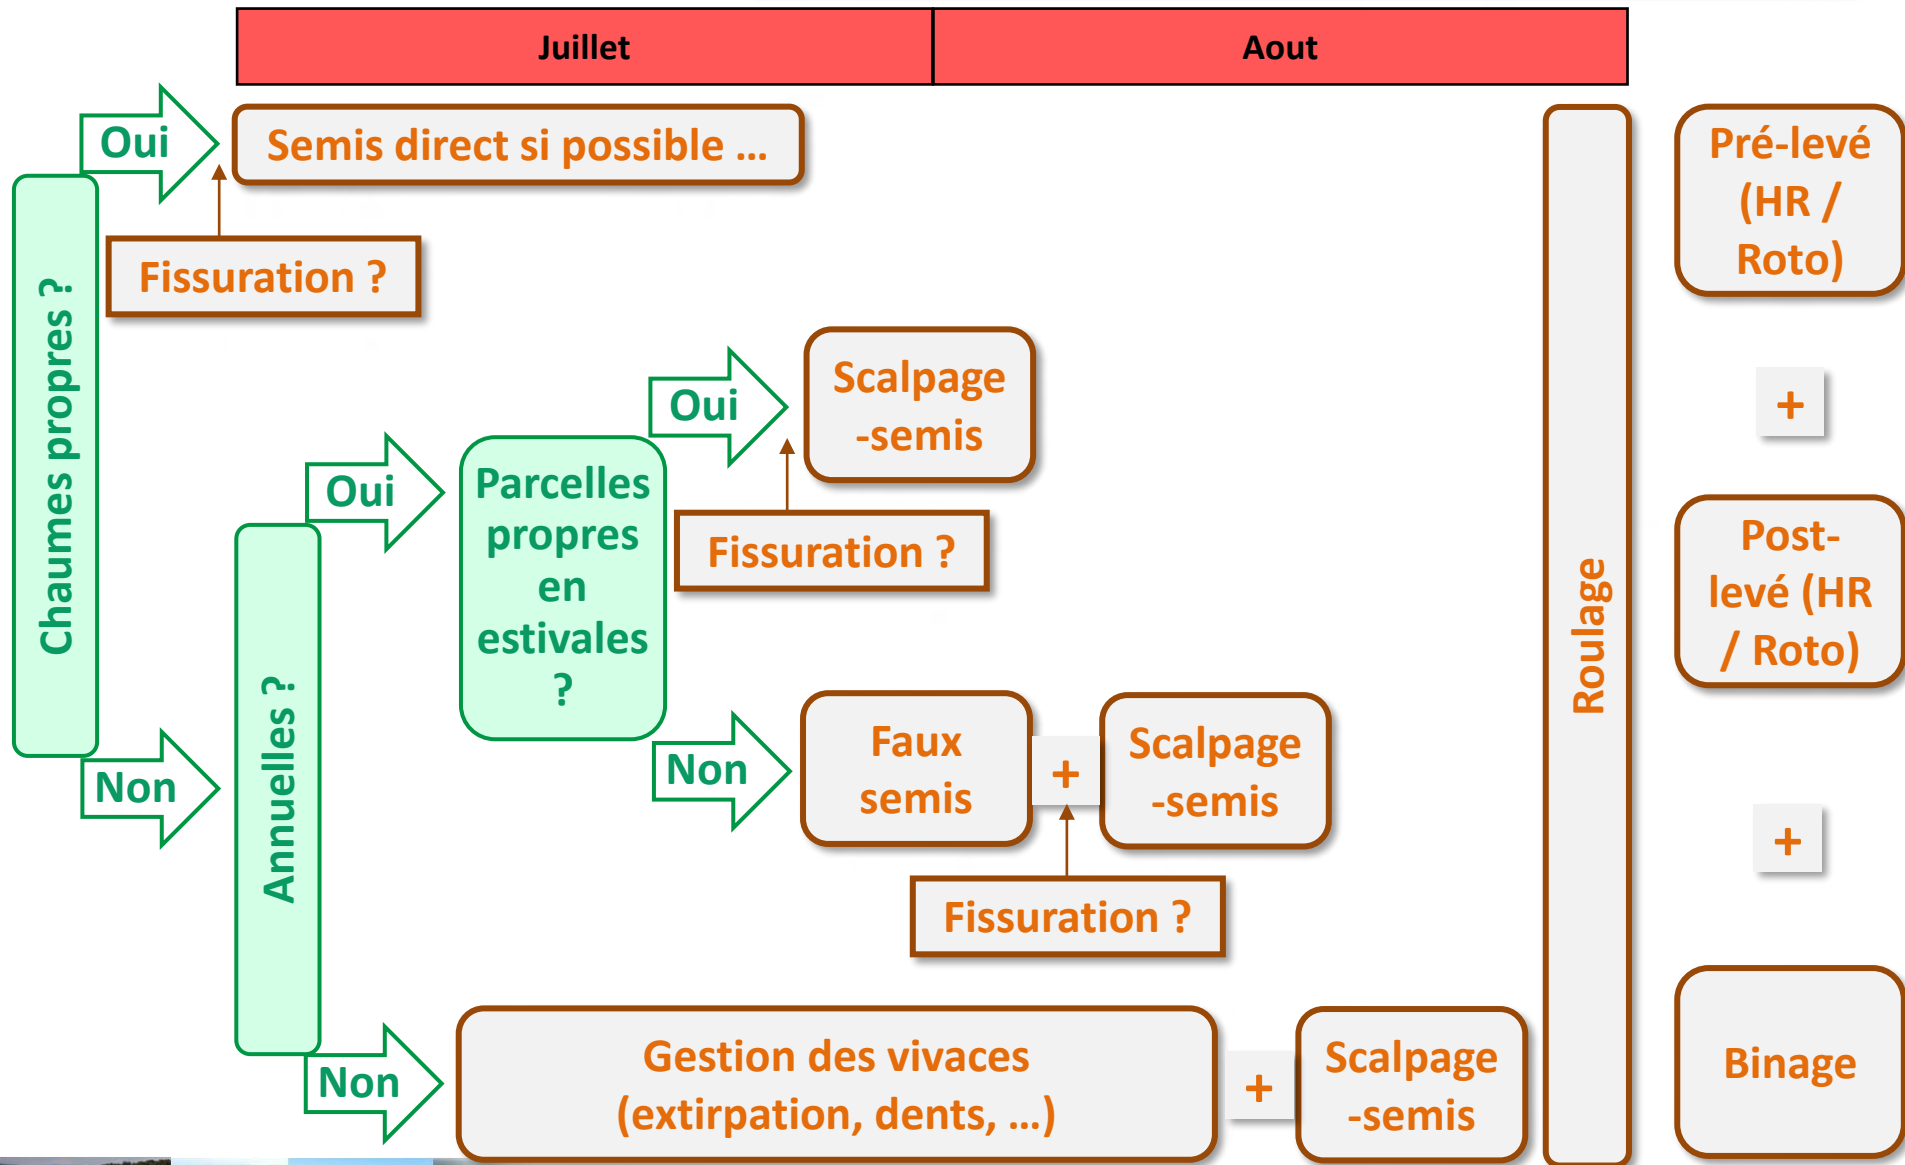 Juillet
Aout
Oui
Semis direct si possible ...
Fissuration ?
Chaumes propres ?
Non
Annuelles ?
Oui
Parcelles
propres
en
estivales
?
Oui
Scalpage
-semis
Fissuration ?
Non
Faux
semis
+
Scalpage
-semis
Fissuration ?
Non
Gestion des vivaces
(extirpation, dents, ...)
+
Scalpage
-semis
Roulage
Pré-levé
(HR /
Roto)
+
Post-
levé (HR
/ Roto)
+
Binage